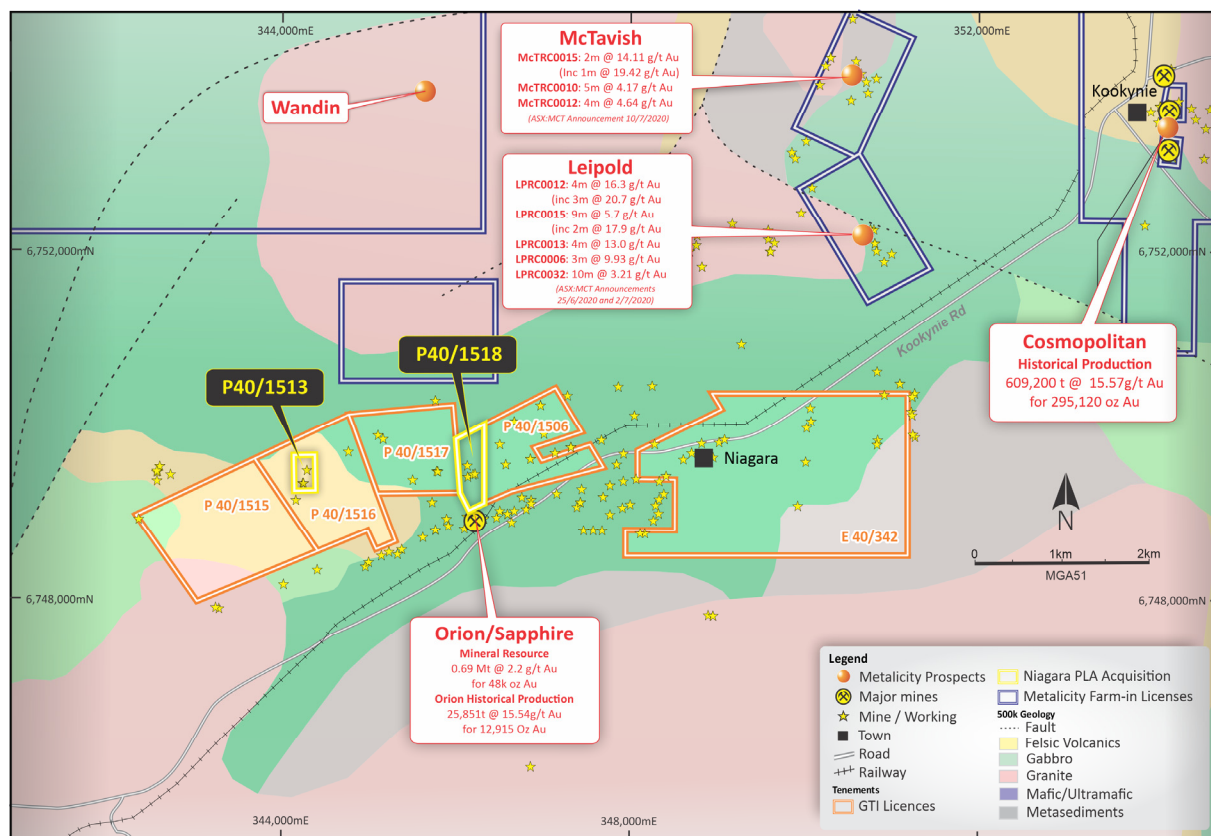 344,000mE
352,000mE
McTavish
McTRC0015: 2m @ 14.11 g/t Au
(Inc 1m @ 19.42 g/t Au)
McTRC0010: 5m @ 4.17 g/t Au
McTRC0012: 4m @ 4.64 g/t Au
(ASX:MCT Announcement 10/7/2020)
Wandin
Kookynie
Leipold
LPRC0012: 4m @ 16.3 g/t Au
(inc 3m @ 20.7 g/t Au
LPRC0015: 9m @ 5.7 g/t Au
(inc 2m @ 17.9 g/t Au
LPRC0013: 4m @ 13.0 g/t Au
LPRC0006: 3m @ 9.93 g/t Au
LPRC0032: 10m @ 3.21 g/t Au
(ASX:MCT Announcements
25/6/2020 and 2/7/2020)
6,752,000mN
6,752,000mN
Kookynie Rd
Cosmopolitan
Historical Production
609,200 t @ 15.57g/t Au
for 295,120 oz Au
P40/1518
P40/1513
P 40/1506
P 40/1517
Niagara
P 40/1515
P 40/1516
E 40/342
N
0 1km 2km
MGA51
6,748,000mN
6,748,000mN
Orion/Sapphire
Mineral Resource
0.69 Mt @ 2.2 g/t Au
for 48k oz Au
Orion Historical Production
25,851t @ 15.54g/t Au
for 12,915 Oz Au
Legend
Metalicity Prospects
Major mines
Mine / Working
Town
Road
Railway
Tenements
GTI Licences
Niagara PLA Acquisition
Metalicity Farm-in Licenses
500k Geology
Fault
Felsic Volcanics
Gabbro
Granite
Mafic/Ultramafic
Metasediments
344,000mE
348,000mE